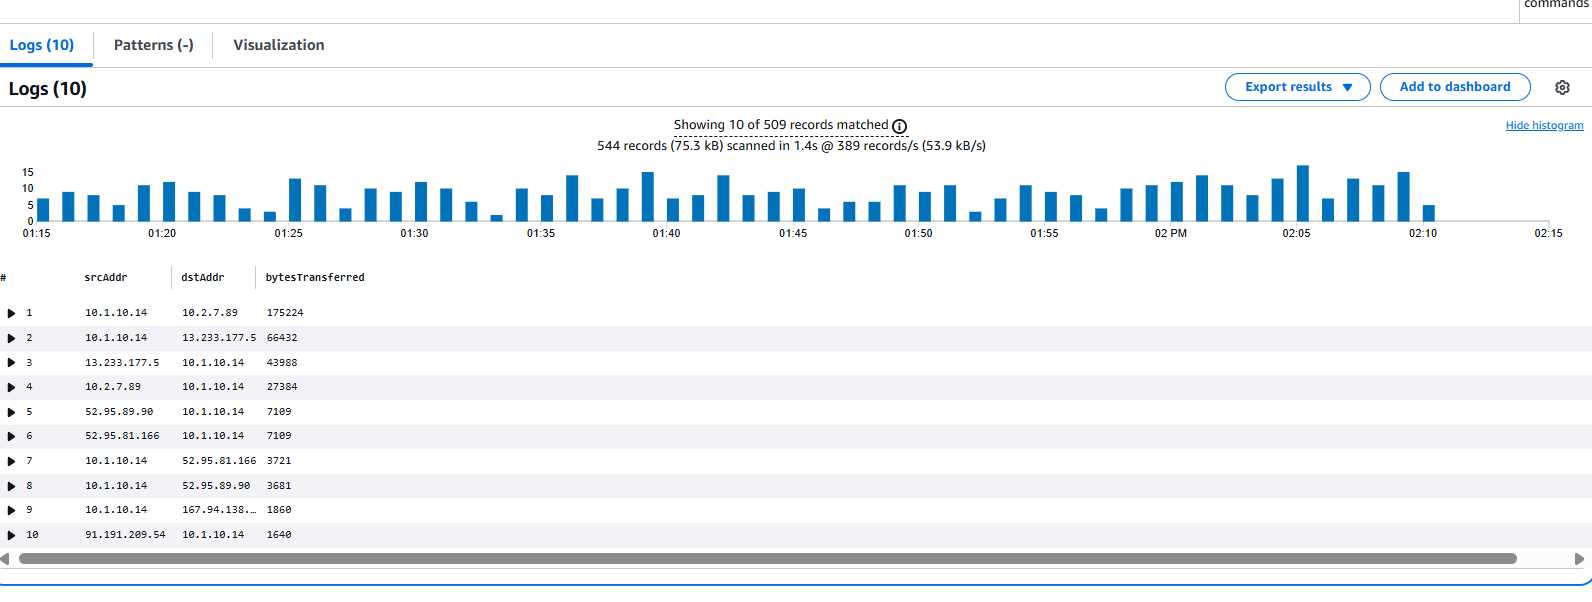 commands
Logs (10) Patterns (-) Visualization
Logs (10) Export results Add to dashboard
Showing 10 of 509 records matched
Hide histogram
544 records (75.3 kB) scanned in 1.4s @ 389 records/s (53.9 kB/s)
15
10
5
0
01:15 01:20 01:25 01:30 01:35 01:40 01:45 01:50 01:55 02 PM 02:05 02:10 02:15
# srcAddr dstAddr bytesTransferred
1 10.1.10.14 10.2.7.89 175224
2 10.1.10.14 13.233.177.5 66432
3 13.233.177.5 10.1.10.14 43988
4 10.2.7.89 10.1.10.14 27384
5 52.95.89.90 10.1.10.14 7109
6 52.95.81.166 10.1.10.14 7109
7 10.1.10.14 52.95.81.166 3721
8 10.1.10.14 52.95.89.90 3681
9 10.1.10.14 167.94.138.… 1860
10 91.191.209.54 10.1.10.14 1640